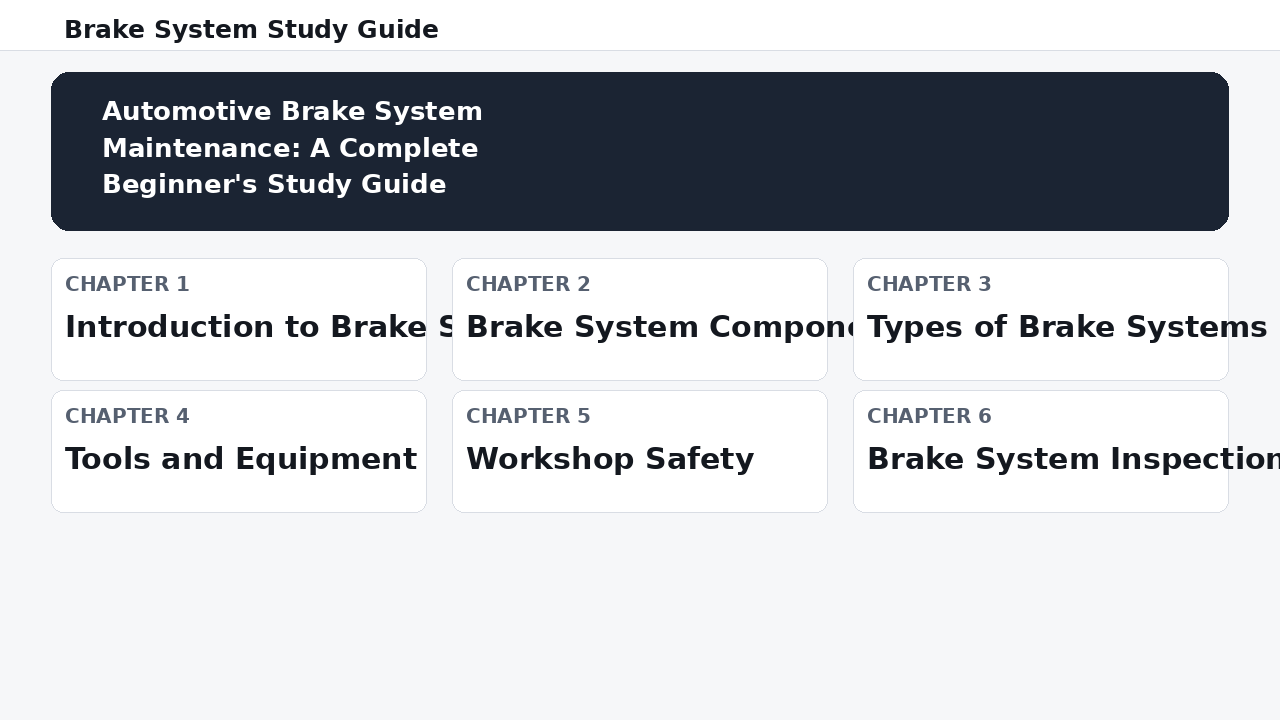 Brake System Study Guide
Automotive Brake System
Maintenance: A Complete
Beginner's Study Guide
CHAPTER 1
Introduction to Brake S
CHAPTER 2
Brake System Compone
CHAPTER 3
Types of Brake Systems
CHAPTER 4
Tools and Equipment
CHAPTER 5
Workshop Safety
CHAPTER 6
Brake System Inspection